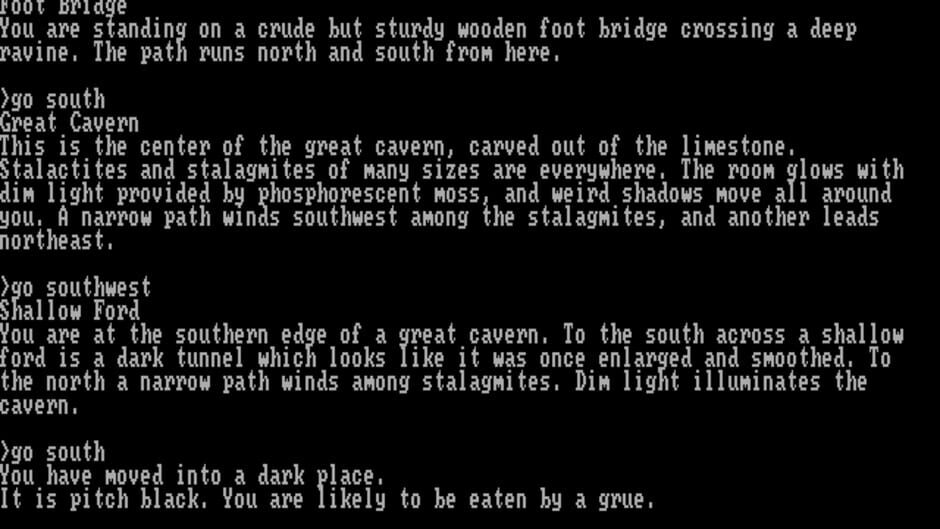 Foot Bridge
You are standing on a crude but sturdy wooden foot bridge crossing a deep
ravine. The path runs north and south from here.
>go south
Great Cavern
This is the center of the great cavern, carved out of the limestone.
Stalactites and stalagmites of many sizes are everywhere. The room glows with
dim light provided by phosphorescent moss, and weird shadows move all around
you. A narrow path winds southwest among the stalagmites, and another leads
northeast.
>go southwest
Shallow Ford
You are at the southern edge of a great cavern. To the south across a shallow
ford is a dark tunnel which looks like it was once enlarged and smoothed. To
the north a narrow path winds among stalagmites. Dim light illuminates the
cavern.
>go south
You have moved into a dark place.
It is pitch black. You are likely to be eaten by a grue.